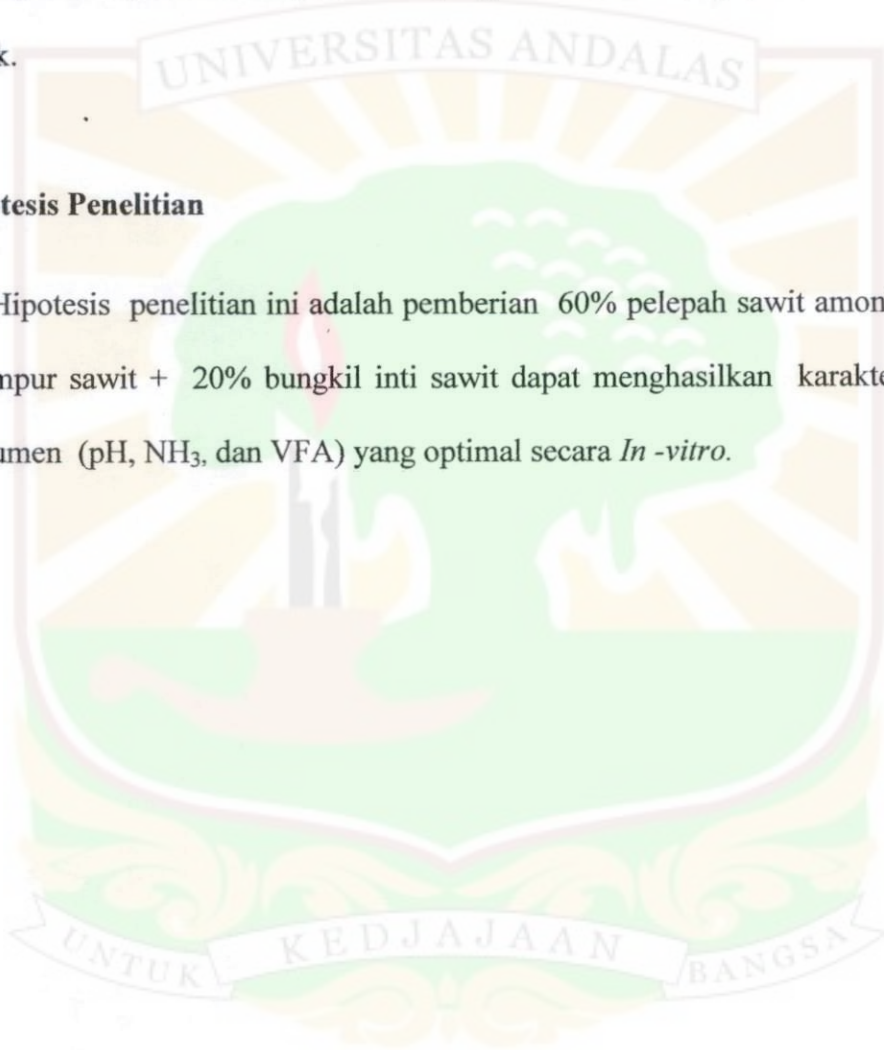 UNIVERSITAS ANDALAS
k.
tesis Penelitian
Hipotesis penelitian ini adalah pemberian 60% pelepah sawit amon
mpur sawit + 20% bungkil inti sawit dapat menghasilkan karakte
umen (pH, NH₃, dan VFA) yang optimal secara In -vitro.
UNTUK KEDJAJAAN BANGSA